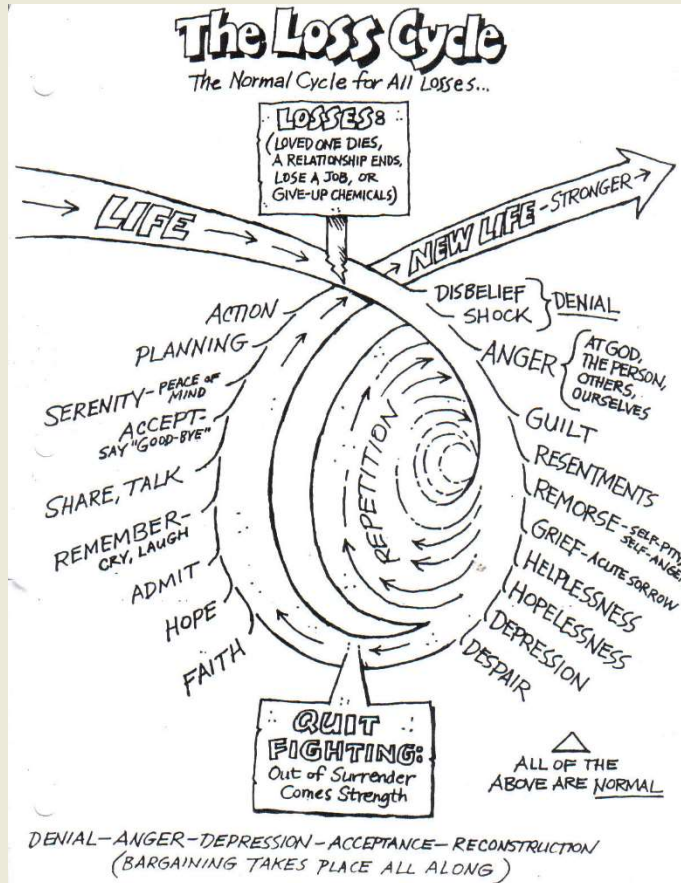 The Loss Cycle
The Normal Cycle for All Losses...
LOSSES:
(LOVED ONE DIES,
A RELATIONSHIP ENDS,
LOSE A JOB, OR
GIVE-UP CHEMICALS)
LIFE
NEW LIFE - STRONGER
DISBELIEF
SHOCK
DENIAL
ANGER
AT GOD,
THE PERSON,
OTHERS,
OURSELVES
GUILT
RESENTMENTS
REMORSE - SELF-PITY,
SELF-ANGER
GRIEF - ACUTE SORROW
HELPLESSNESS
HOPELESSNESS
DEPRESSION
DESPAIR
ACTION
PLANNING
SERENITY - PEACE OF
MIND
ACCEPT-
SAY "GOOD-BYE"
SHARE, TALK
REMEMBER-
CRY, LAUGH
ADMIT
HOPE
FAITH
REPETITION
QUIT
FIGHTING:
Out of Surrender
Comes Strength
ALL OF THE
ABOVE ARE NORMAL
DENIAL-ANGER-DEPRESSION-ACCEPTANCE-RECONSTRUCTION
(BARGAINING TAKES PLACE ALL ALONG)